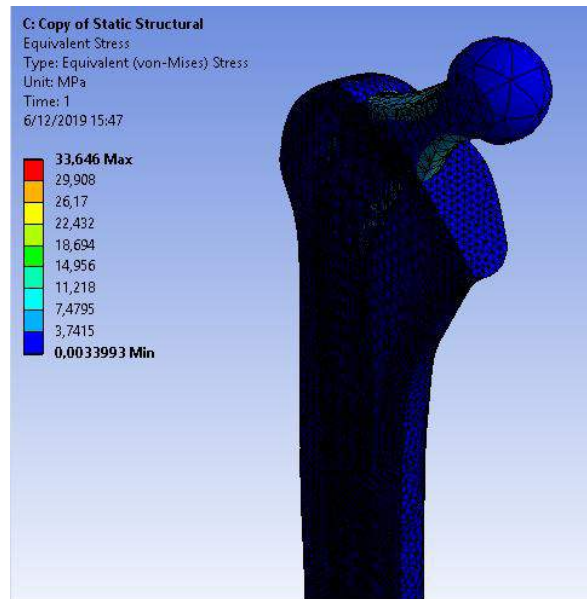 C: Copy of Static Structural
Equivalent Stress
Type: Equivalent (von-Mises) Stress
Unit: MPa
Time: 1
6/12/2019 15:47
33,646 Max
29,908
26,17
22,432
18,694
14,956
11,218
7,4795
3,7415
0,0033993 Min